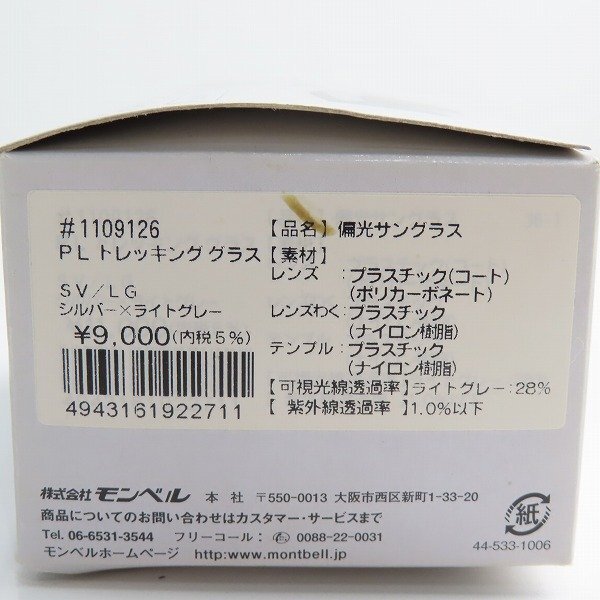 #1109126
PLトレッキンググラス
SV/LG
シルバー×ライトグレー
¥9,000(内税5%)
4943161922711
【品名】偏光サングラス
【素材】
レンズ:プラスチック(コート)
(ポリカーボネート)
レンズわく:プラスチック
(ナイロン樹脂)
テンプル:プラスチック
(ナイロン樹脂)
【可視光線透過率】ライトグレー:28%
【紫外線透過率】1.0%以下
株式会社モンベル 本社 〒550-0013 大阪市西区新町1-33-20
商品についてのお問い合わせはカスタマー・サービスまで
Tel. 06-6531-3544 フリーコール: 0088-22-0031
モンベルホームページ http:www.montbell.jp
紙
44-533-1006